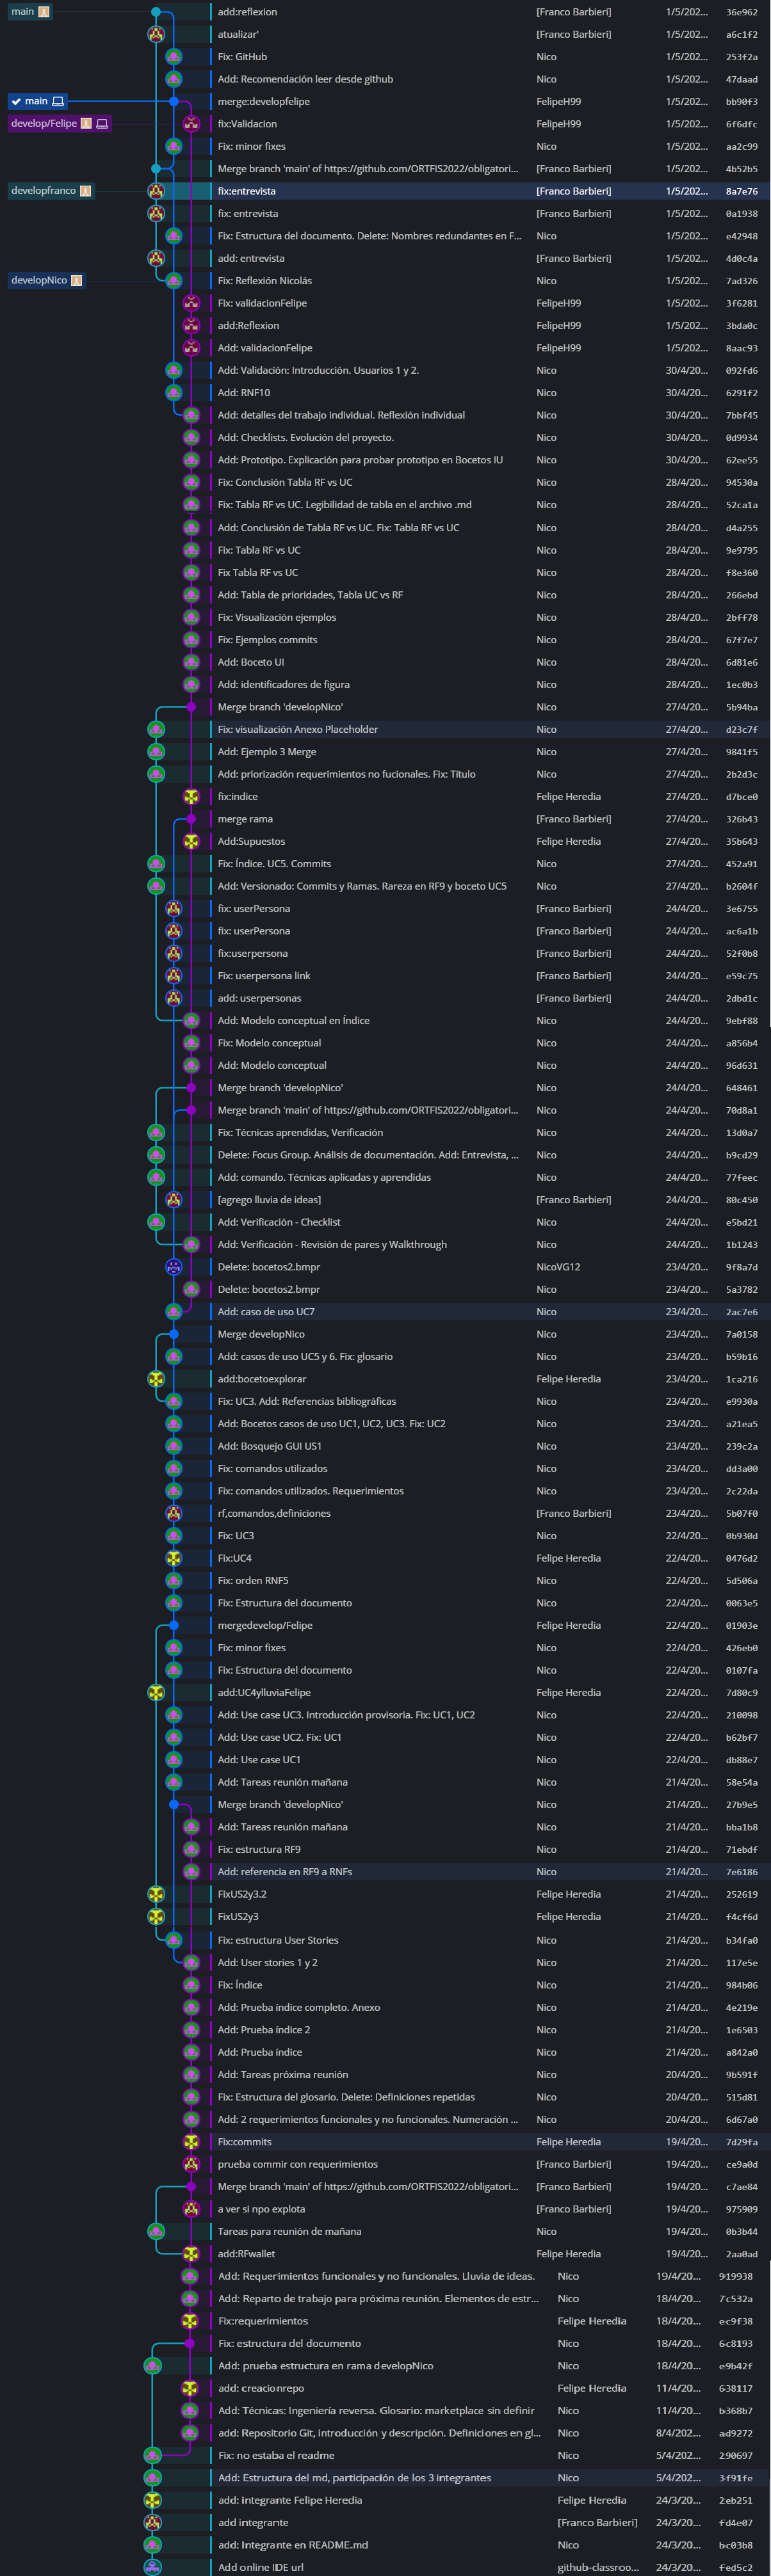 main add:reflexion [Franco Barbieri] 1/5/202... 36e962
atualizar' [Franco Barbieri] 1/5/202... a6c1f2
Fix: GitHub Nico 1/5/202... 253f2a
Add: Recomendación leer desde github Nico 1/5/202... 47daad
main merge:developfelipe FelipeH99 1/5/202... bb90f3
develop/Felipe fix:Validacion FelipeH99 1/5/202... 6f6dfc
Fix: minor fixes Nico 1/5/202... aa2c99
Merge branch 'main' of https://github.com/ORTFIS2022/obligatori... [Franco Barbieri] 1/5/202... 4b52b5
developfranco fix:entrevista [Franco Barbieri] 1/5/202... 8a7e76
fix: entrevista [Franco Barbieri] 1/5/202... 0a1938
Fix: Estructura del documento. Delete: Nombres redundantes en F... Nico 1/5/202... e42948
add: entrevista [Franco Barbieri] 1/5/202... 4d0c4a
developNico Fix: Reflexión Nicolás Nico 1/5/202... 7ad326
Fix: validacionFelipe FelipeH99 1/5/202... 3f6281
add:Reflexion FelipeH99 1/5/202... 3bda0c
Add: validacionFelipe FelipeH99 1/5/202... 8aac93
Add: Validación: Introducción. Usuarios 1 y 2. Nico 30/4/20... 092fd6
Add: RNF10 Nico 30/4/20... 6291f2
Add: detalles del trabajo individual. Reflexión individual Nico 30/4/20... 7bbf45
Add: Checklists. Evolución del proyecto. Nico 30/4/20... 0d9934
Add: Prototipo. Explicación para probar prototipo en Bocetos IU Nico 30/4/20... 62ee55
Fix: Conclusión Tabla RF vs UC Nico 28/4/20... 94530a
Fix: Tabla RF vs UC. Legibilidad de tabla en el archivo .md Nico 28/4/20... 52ca1a
Add: Conclusión de Tabla RF vs UC. Fix: Tabla RF vs UC Nico 28/4/20... d4a255
Fix: Tabla RF vs UC Nico 28/4/20... 9e9795
Fix Tabla RF vs UC Nico 28/4/20... f8e360
Add: Tabla de prioridades, Tabla UC vs RF Nico 28/4/20... 266ebd
Fix: Visualización ejemplos Nico 28/4/20... 2bff78
Fix: Ejemplos commits Nico 28/4/20... 67f7e7
Add: Boceto UI Nico 28/4/20... 6d81e6
Add: identificadores de figura Nico 28/4/20... 1ec0b3
Merge branch 'developNico' Nico 27/4/20... 5b94ba
Fix: visualización Anexo Placeholder Nico 27/4/20... d23c7f
Add: Ejemplo 3 Merge Nico 27/4/20... 9841f5
Add: priorización requerimientos no fucionales. Fix: Título Nico 27/4/20... 2b2d3c
fix:indice Felipe Heredia 27/4/20... d7bce0
merge rama [Franco Barbieri] 27/4/20... 326b43
Add:Supuestos Felipe Heredia 27/4/20... 35b643
Fix: Índice. UC5. Commits Nico 27/4/20... 452a91
Add: Versionado: Commits y Ramas. Rareza en RF9 y boceto UC5 Nico 27/4/20... b2604f
fix: userPersona [Franco Barbieri] 24/4/20... 3e6755
fix: userPersona [Franco Barbieri] 24/4/20... ac6a1b
fix:userpersona [Franco Barbieri] 24/4/20... 52f0b8
Fix: userpersona link [Franco Barbieri] 24/4/20... e59c75
add: userpersonas [Franco Barbieri] 24/4/20... 2dbd1c
Add: Modelo conceptual en Índice Nico 24/4/20... 9ebf88
Fix: Modelo conceptual Nico 24/4/20... a856b4
Add: Modelo conceptual Nico 24/4/20... 96d631
Merge branch 'developNico' Nico 24/4/20... 648461
Merge branch 'main' of https://github.com/ORTFIS2022/obligatori... Nico 24/4/20... 70d8a1
Fix: Técnicas aprendidas, Verificación Nico 24/4/20... 13d0a7
Delete: Focus Group. Análisis de documentación. Add: Entrevista, ... Nico 24/4/20... b9cd29
Add: comando. Técnicas aplicadas y aprendidas Nico 24/4/20... 77feec
[agrego lluvia de ideas] [Franco Barbieri] 24/4/20... 80c450
Add: Verificación - Checklist Nico 24/4/20... e5bd21
Add: Verificación - Revisión de pares y Walkthrough Nico 24/4/20... 1b1243
Delete: bocetos2.bmpr NicoVG12 23/4/20... 9f8a7d
Delete: bocetos2.bmpr Nico 23/4/20... 5a3782
Add: caso de uso UC7 Nico 23/4/20... 2ac7e6
Merge developNico Nico 23/4/20... 7a0158
Add: casos de uso UC5 y 6. Fix: glosario Nico 23/4/20... b59b16
add:bocetoexplorar Felipe Heredia 23/4/20... 1ca216
Fix: UC3. Add: Referencias bibliográficas Nico 23/4/20... e9930a
Add: Bocetos casos de uso UC1, UC2, UC3. Fix: UC2 Nico 23/4/20... a21ea5
Add: Bosquejo GUI US1 Nico 23/4/20... 239c2a
Fix: comandos utilizados Nico 23/4/20... dd3a00
Fix: comandos utilizados. Requerimientos Nico 23/4/20... 2c22da
rf,comandos,definiciones [Franco Barbieri] 23/4/20... 5b07f0
Fix: UC3 Nico 22/4/20... 0b930d
Fix:UC4 Felipe Heredia 22/4/20... 0476d2
Fix: orden RNF5 Nico 22/4/20... 5d506a
Fix: Estructura del documento Nico 22/4/20... 0063e5
mergedevelop/Felipe Felipe Heredia 22/4/20... 01903e
Fix: minor fixes Nico 22/4/20... 426eb0
Fix: Estructura del documento Nico 22/4/20... 0107fa
add:UC4ylluviaFelipe Felipe Heredia 22/4/20... 7d80c9
Add: Use case UC3. Introducción provisoria. Fix: UC1, UC2 Nico 22/4/20... 210098
Add: Use case UC2. Fix: UC1 Nico 22/4/20... b62bf7
Add: Use case UC1 Nico 22/4/20... db88e7
Add: Tareas reunión mañana Nico 21/4/20... 58e54a
Merge branch 'developNico' Nico 21/4/20... 27b9e5
Add: Tareas reunión mañana Nico 21/4/20... bba1b8
Fix: estructura RF9 Nico 21/4/20... 71ebdf
Add: referencia en RF9 a RNFs Nico 21/4/20... 7e6186
FixUS2y3.2 Felipe Heredia 21/4/20... 252619
FixUS2y3 Felipe Heredia 21/4/20... f4cf6d
Fix: estructura User Stories Nico 21/4/20... b34fa0
Add: User stories 1 y 2 Nico 21/4/20... 117e5e
Fix: Índice Nico 21/4/20... 984b06
Add: Prueba índice completo. Anexo Nico 21/4/20... 4e219e
Add: Prueba índice 2 Nico 21/4/20... 1e6503
Add: Prueba índice Nico 21/4/20... a842a0
Add: Tareas próxima reunión Nico 20/4/20... 9b591f
Fix: Estructura del glosario. Delete: Definiciones repetidas Nico 20/4/20... 515d81
Add: 2 requerimientos funcionales y no funcionales. Numeración ... Nico 20/4/20... 6d67a0
Fix:commits Felipe Heredia 19/4/20... 7d29fa
prueba commir con requerimientos [Franco Barbieri] 19/4/20... ce9a0d
Merge branch 'main' of https://github.com/ORTFIS2022/obligatori... [Franco Barbieri] 19/4/20... c7ae84
a ver si npo explota [Franco Barbieri] 19/4/20... 975909
Tareas para reunión de mañana Nico 19/4/20... 0b3b44
add:RFwallet Felipe Heredia 19/4/20... 2aa0ad
Add: Requerimientos funcionales y no funcionales. Lluvia de ideas. Nico 19/4/20... 919938
Add: Reparto de trabajo para próxima reunión. Elementos de estr... Nico 18/4/20... 7c532a
Fix:requerimientos Felipe Heredia 18/4/20... ec9f38
Fix: estructura del documento Nico 18/4/20... 6c8193
Add: prueba estructura en rama developNico Nico 18/4/20... e9b42f
add: creacionrepo Felipe Heredia 11/4/20... 638117
Add: Técnicas: Ingeniería reversa. Glosario: marketplace sin definir Nico 11/4/20... b368b7
add: Repositorio Git, introducción y descripción. Definiciones en gl... Nico 8/4/202... ad9272
Fix: no estaba el readme Nico 5/4/202... 290697
Add: Estructura del md, participación de los 3 integrantes Nico 5/4/202... 3f91fe
add: integrante Felipe Heredia Felipe Heredia 24/3/20... 2eb251
add integrante [Franco Barbieri] 24/3/20... fd4e07
add: Integrante en README.md Nico 24/3/20... bc03b8
Add online IDE url github-classroo... 24/3/20... fed5c2